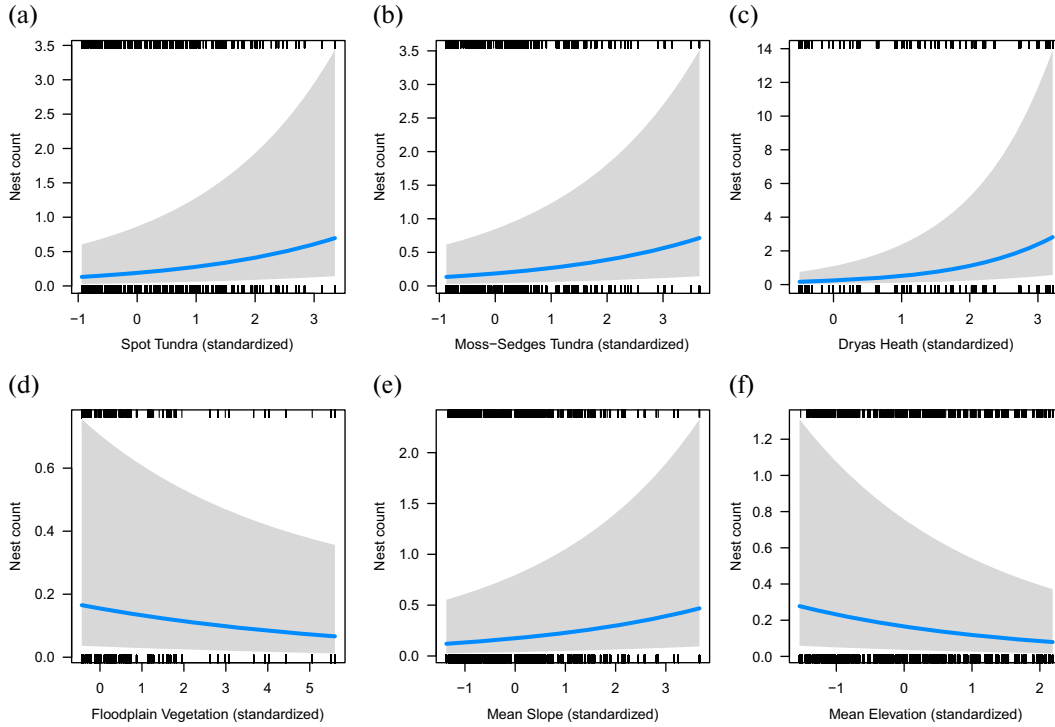 (a)
3.5
3.0
2.5
2.0
1.5
1.0
0.5
0.0
Nest count
−1 0 1 2 3
Spot Tundra (standardized)
(b)
3.5
3.0
2.5
2.0
1.5
1.0
0.5
0.0
Nest count
−1 0 1 2 3
Moss−Sedges Tundra (standardized)
(c)
14
12
10
8
6
4
2
0
Nest count
0 1 2 3
Dryas Heath (standardized)
(d)
0.6
0.4
0.2
0.0
Nest count
0 1 2 3 4 5
Floodplain Vegetation (standardized)
(e)
2.0
1.5
1.0
0.5
0.0
Nest count
−1 0 1 2 3
Mean Slope (standardized)
(f)
1.2
1.0
0.8
0.6
0.4
0.2
0.0
Nest count
−1 0 1 2
Mean Elevation (standardized)